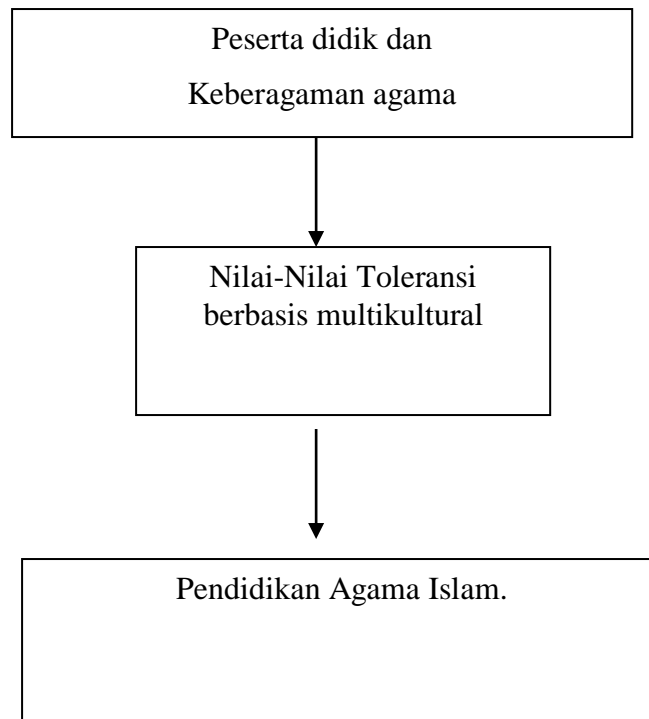 Peserta didik dan
Keberagaman agama
Nilai-Nilai Toleransi
berbasis multikultural
Pendidikan Agama Islam.